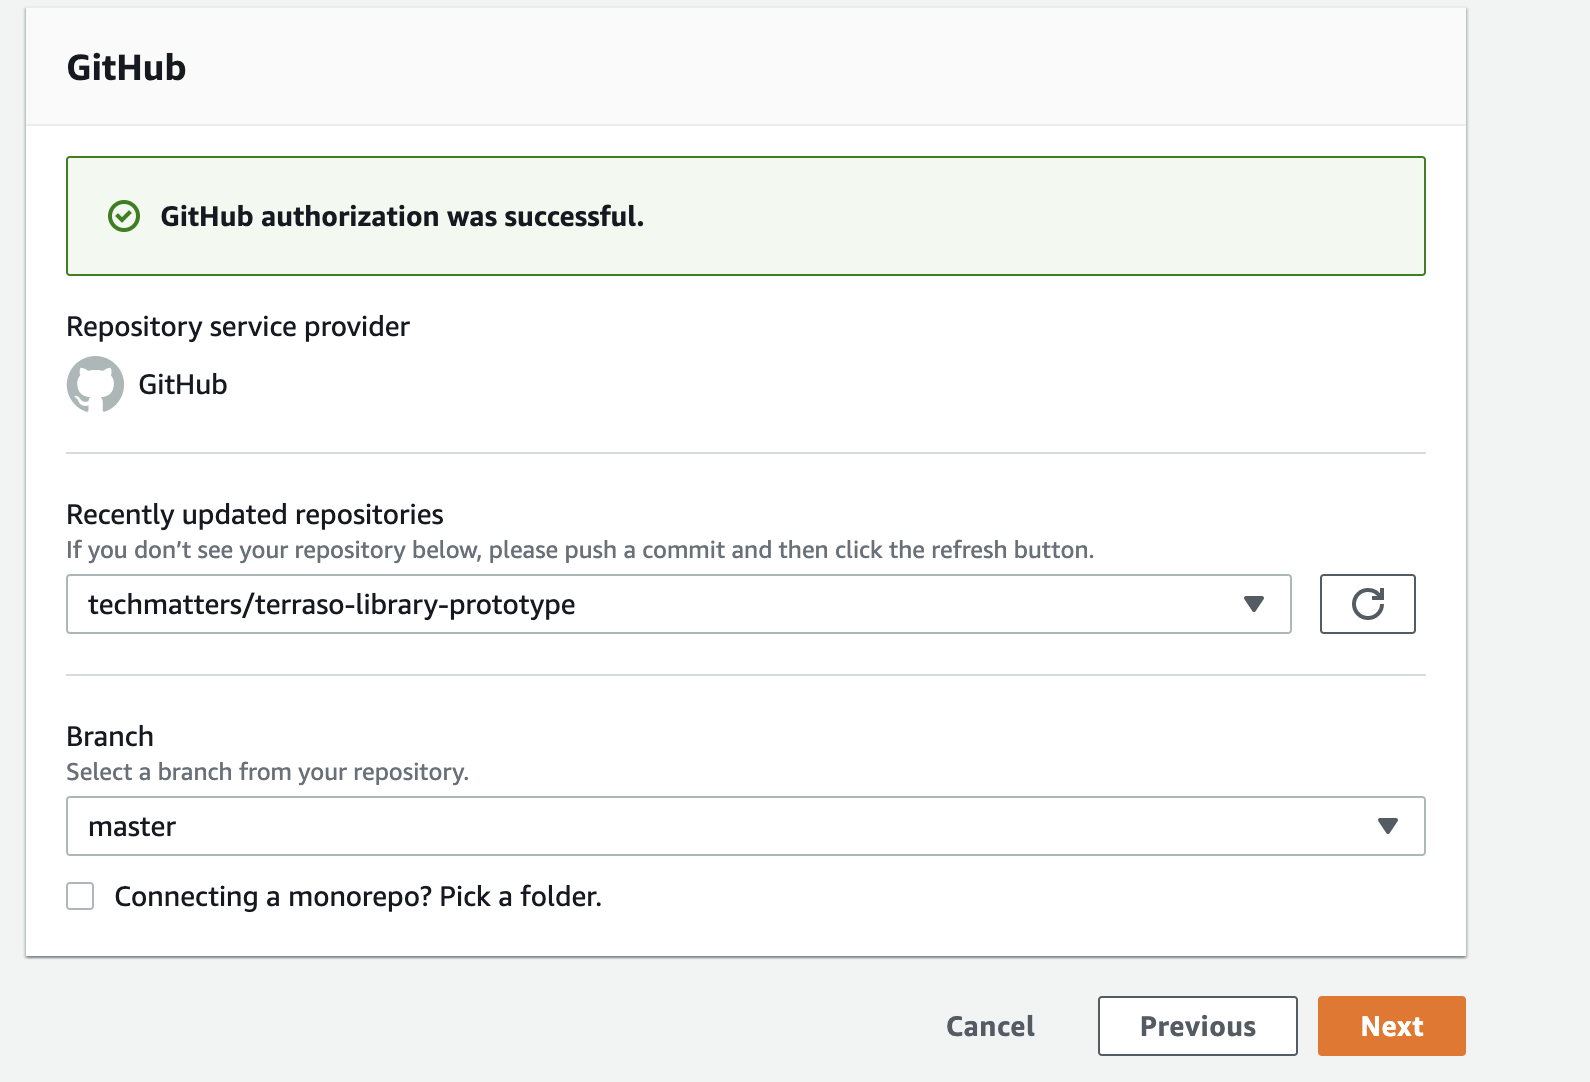 GitHub
GitHub authorization was successful.
Repository service provider
GitHub
Recently updated repositories
If you don’t see your repository below, please push a commit and then click the refresh button.
techmatters/terraso-library-prototype
Branch
Select a branch from your repository.
master
Connecting a monorepo? Pick a folder.
Cancel
Previous
Next